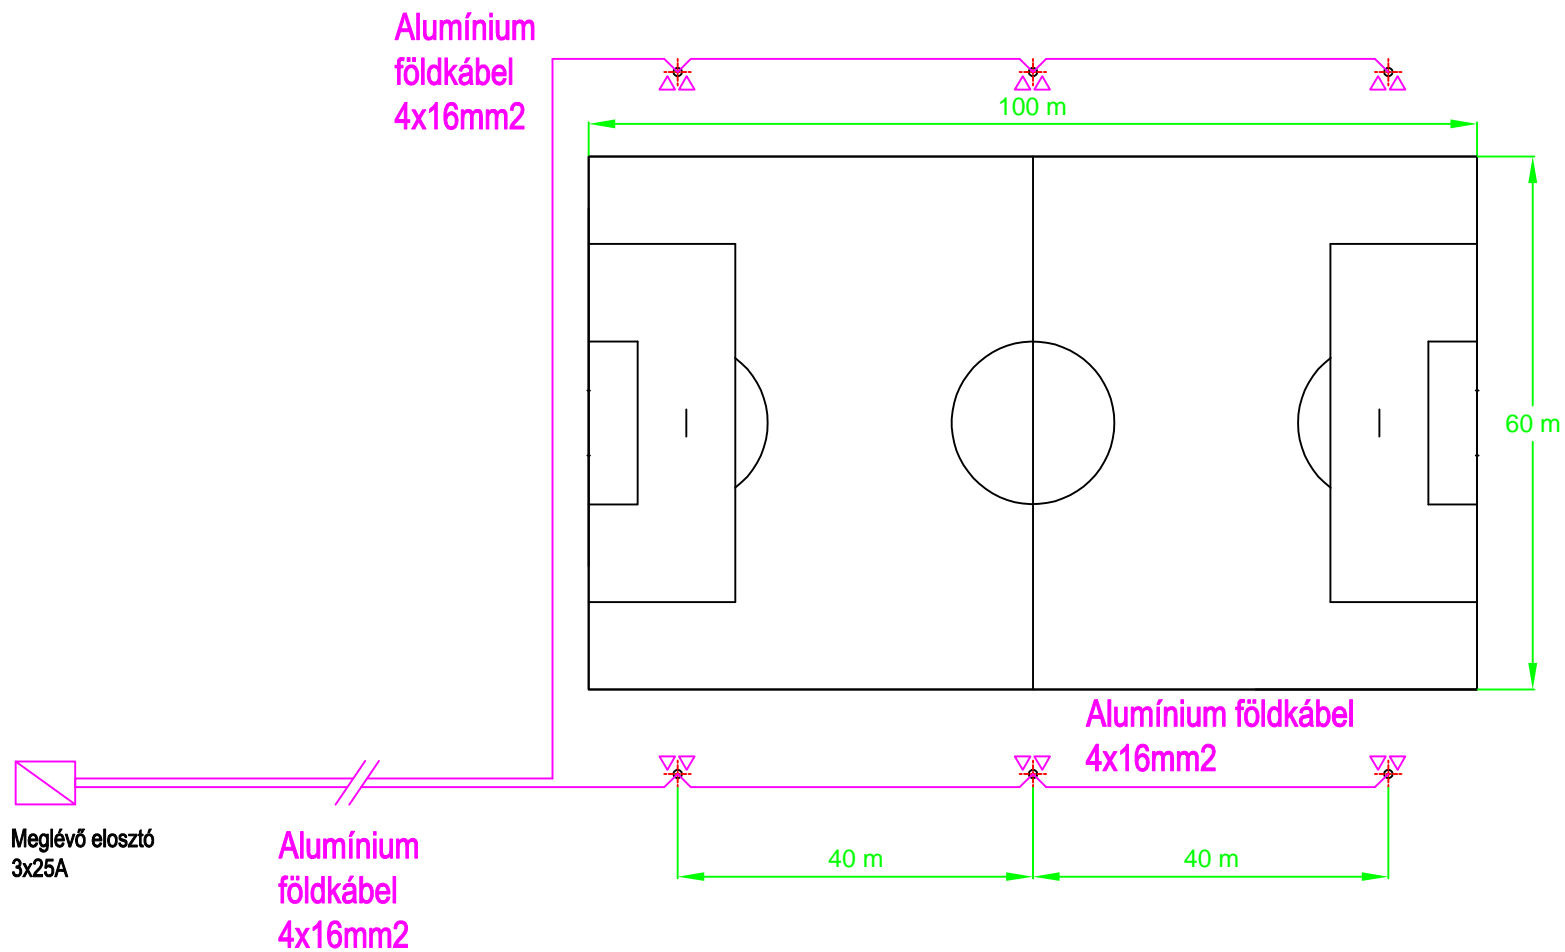 Alumínium
földkábel
4x16mm2
100 m
60 m
Alumínium földkábel
4x16mm2
Meglévő elosztó
3x25A
Alumínium
földkábel
4x16mm2
40 m
40 m